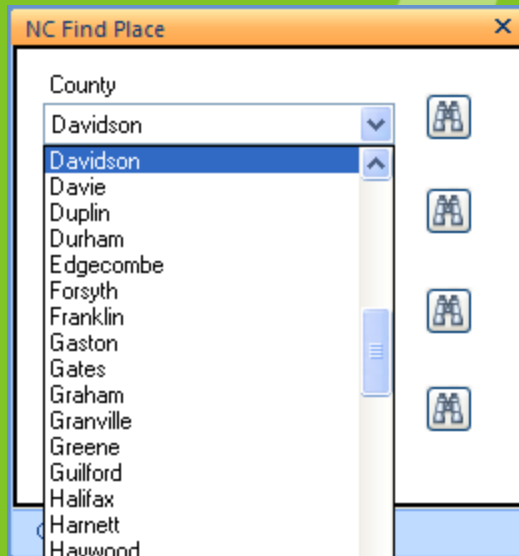 NC Find Place
County
Davidson
Davidson
Davie
Duplin
Durham
Edgecombe
Forsyth
Franklin
Gaston
Gates
Graham
Granville
Greene
Guilford
Halifax
Harnett
Haywood